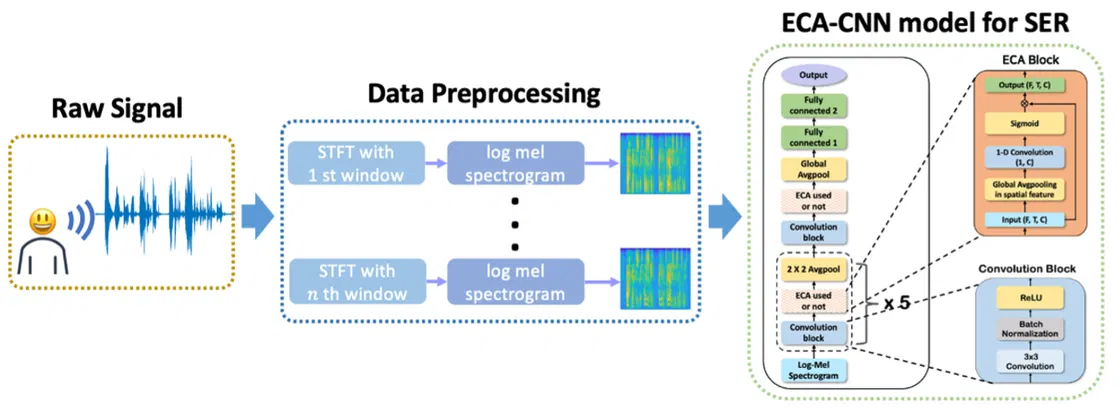 ECA-CNN model for SER
Raw Signal
Data Preprocessing
STFT with
1 st window
log mel
spectrogram
STFT with
n th window
log mel
spectrogram
Output
Fully
connected 2
Fully
connected 1
Global
Avgpool
ECA used
or not
Convolution
block
2 X 2 Avgpool
ECA used
or not
x 5
Convolution
block
Log-Mel
Spectrogram
ECA Block
Output (F, T, C)
Sigmoid
1-D Convolution
(1, C)
Global Avgpooling
in spatial feature
Input (F, T, C)
Convolution Block
ReLU
Batch
Normalization
3x3
Convolution